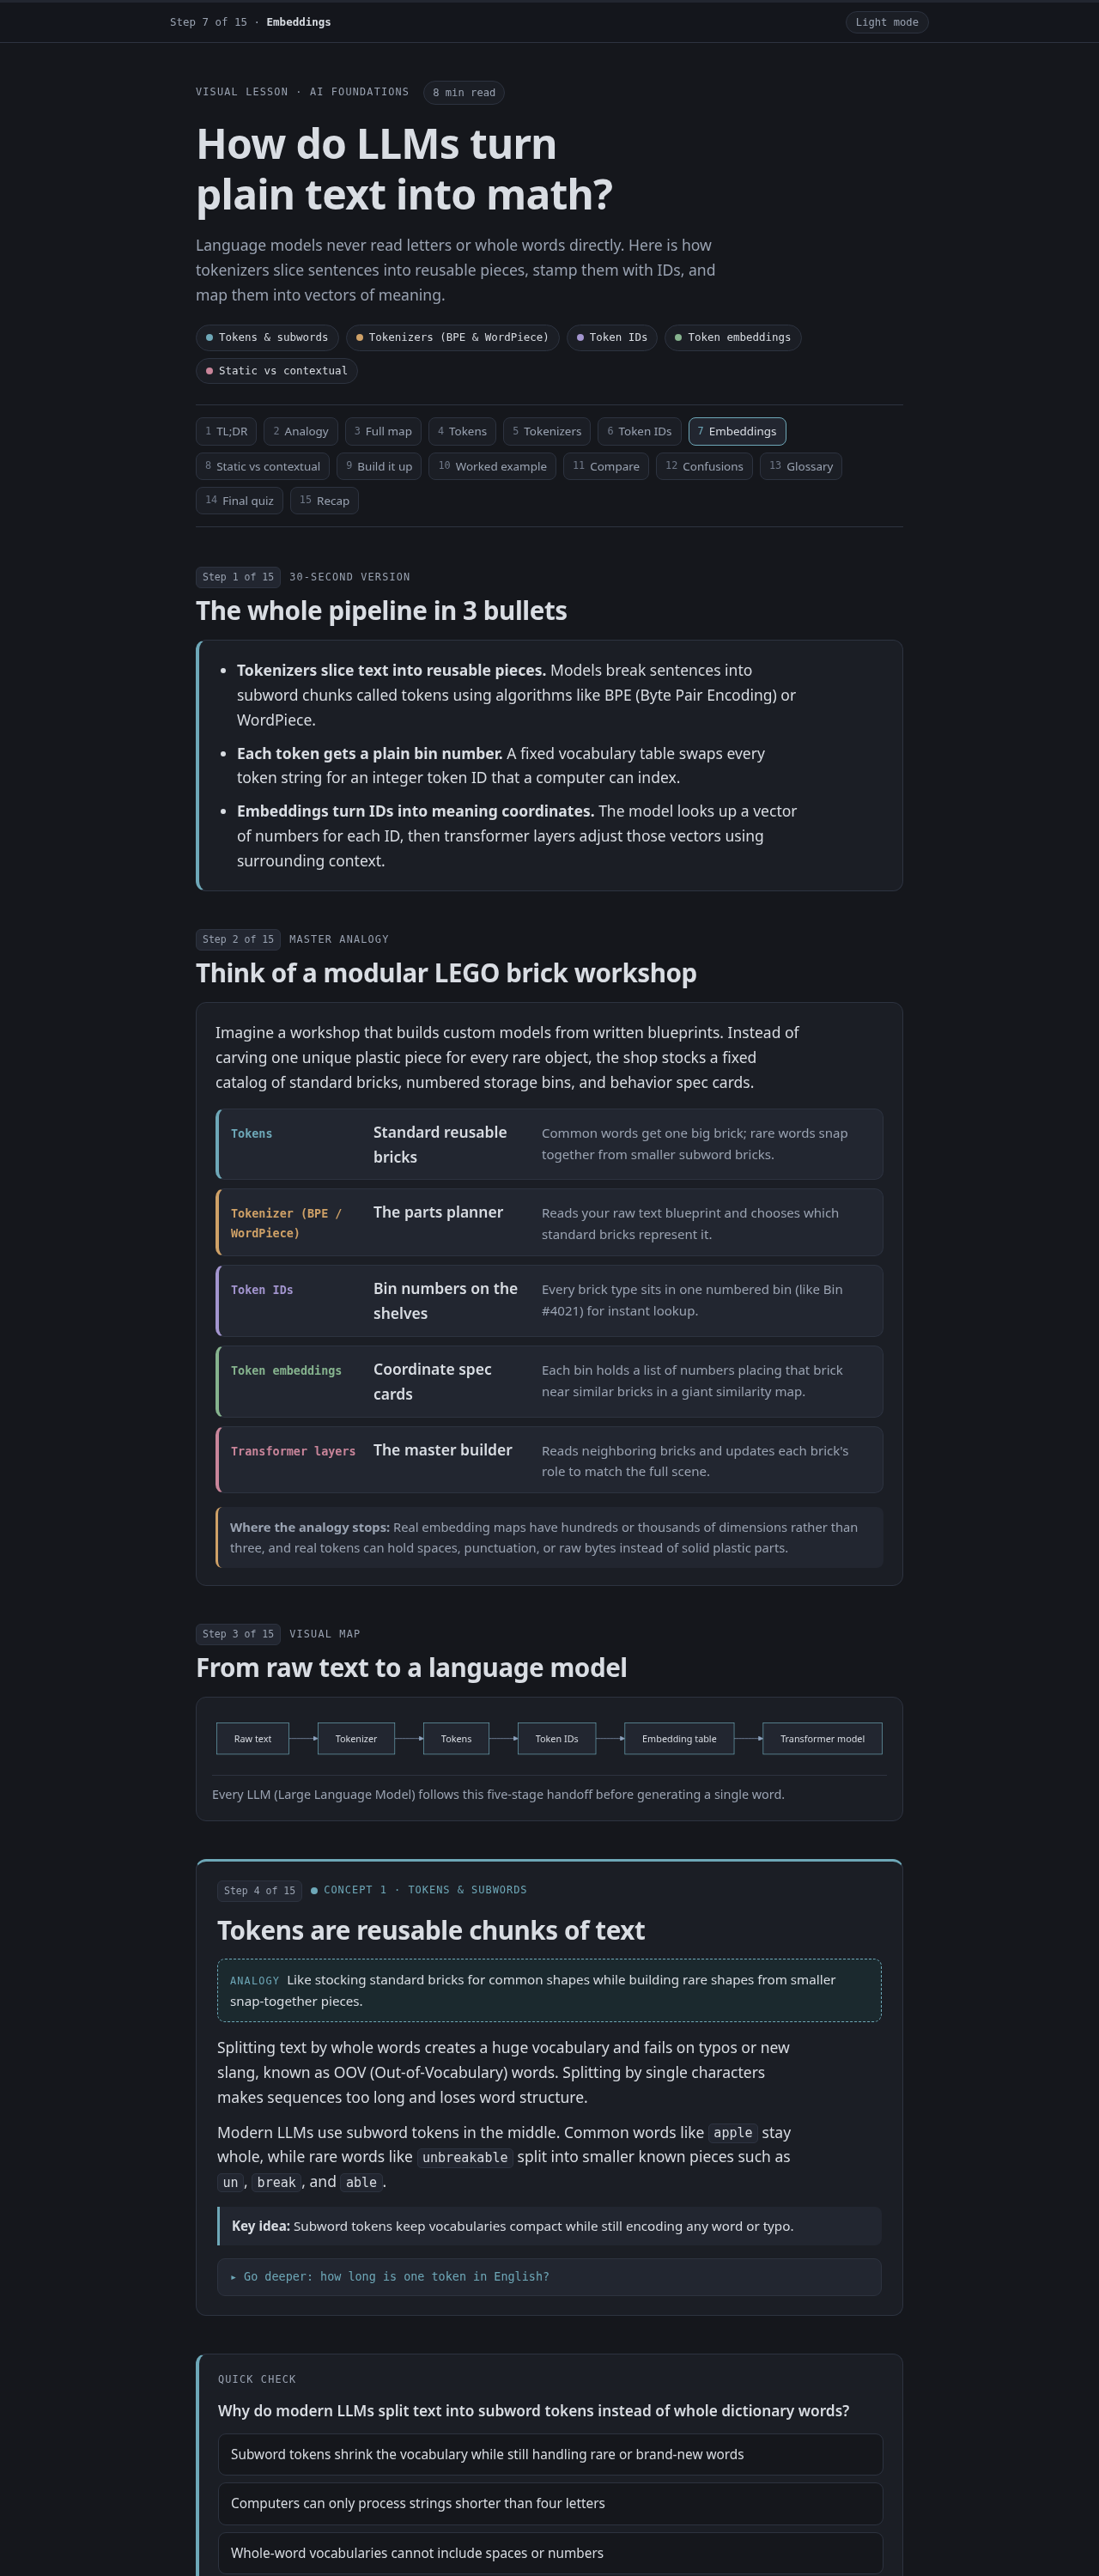 Step 7 of 15 · Embeddings
Light mode
VISUAL LESSON · AI FOUNDATIONS
8 min read
How do LLMs turn
plain text into math?
Language models never read letters or whole words directly. Here is how
tokenizers slice sentences into reusable pieces, stamp them with IDs, and
map them into vectors of meaning.
Tokens & subwords
Tokenizers (BPE & WordPiece)
Token IDs
Token embeddings
Static vs contextual
1 TL;DR
2 Analogy
3 Full map
4 Tokens
5 Tokenizers
6 Token IDs
7 Embeddings
8 Static vs contextual
9 Build it up
10 Worked example
11 Compare
12 Confusions
13 Glossary
14 Final quiz
15 Recap
Step 1 of 15
30-SECOND VERSION
The whole pipeline in 3 bullets
• Tokenizers slice text into reusable pieces. Models break sentences into
subword chunks called tokens using algorithms like BPE (Byte Pair Encoding) or
WordPiece.
• Each token gets a plain bin number. A fixed vocabulary table swaps every
token string for an integer token ID that a computer can index.
• Embeddings turn IDs into meaning coordinates. The model looks up a vector
of numbers for each ID, then transformer layers adjust those vectors using
surrounding context.
Step 2 of 15
MASTER ANALOGY
Think of a modular LEGO brick workshop
Imagine a workshop that builds custom models from written blueprints. Instead of
carving one unique plastic piece for every rare object, the shop stocks a fixed
catalog of standard bricks, numbered storage bins, and behavior spec cards.
Tokens
Standard reusable
bricks
Common words get one big brick; rare words snap
together from smaller subword bricks.
Tokenizer (BPE /
WordPiece)
The parts planner
Reads your raw text blueprint and chooses which
standard bricks represent it.
Token IDs
Bin numbers on the
shelves
Every brick type sits in one numbered bin (like Bin
#4021) for instant lookup.
Token embeddings
Coordinate spec
cards
Each bin holds a list of numbers placing that brick
near similar bricks in a giant similarity map.
Transformer layers
The master builder
Reads neighboring bricks and updates each brick's
role to match the full scene.
Where the analogy stops: Real embedding maps have hundreds or thousands of dimensions rather than
three, and real tokens can hold spaces, punctuation, or raw bytes instead of solid plastic parts.
Step 3 of 15
VISUAL MAP
From raw text to a language model
Raw text
Tokenizer
Tokens
Token IDs
Embedding table
Transformer model
Every LLM (Large Language Model) follows this five-stage handoff before generating a single word.
Step 4 of 15
CONCEPT 1 · TOKENS & SUBWORDS
Tokens are reusable chunks of text
ANALOGY Like stocking standard bricks for common shapes while building rare shapes from smaller
snap-together pieces.
Splitting text by whole words creates a huge vocabulary and fails on typos or new
slang, known as OOV (Out-of-Vocabulary) words. Splitting by single characters
makes sequences too long and loses word structure.
Modern LLMs use subword tokens in the middle. Common words like apple stay
whole, while rare words like unbreakable split into smaller known pieces such as
un, break, and able.
Key idea: Subword tokens keep vocabularies compact while still encoding any word or typo.
▸ Go deeper: how long is one token in English?
QUICK CHECK
Why do modern LLMs split text into subword tokens instead of whole dictionary words?
Subword tokens shrink the vocabulary while still handling rare or brand-new words
Computers can only process strings shorter than four letters
Whole-word vocabularies cannot include spaces or numbers